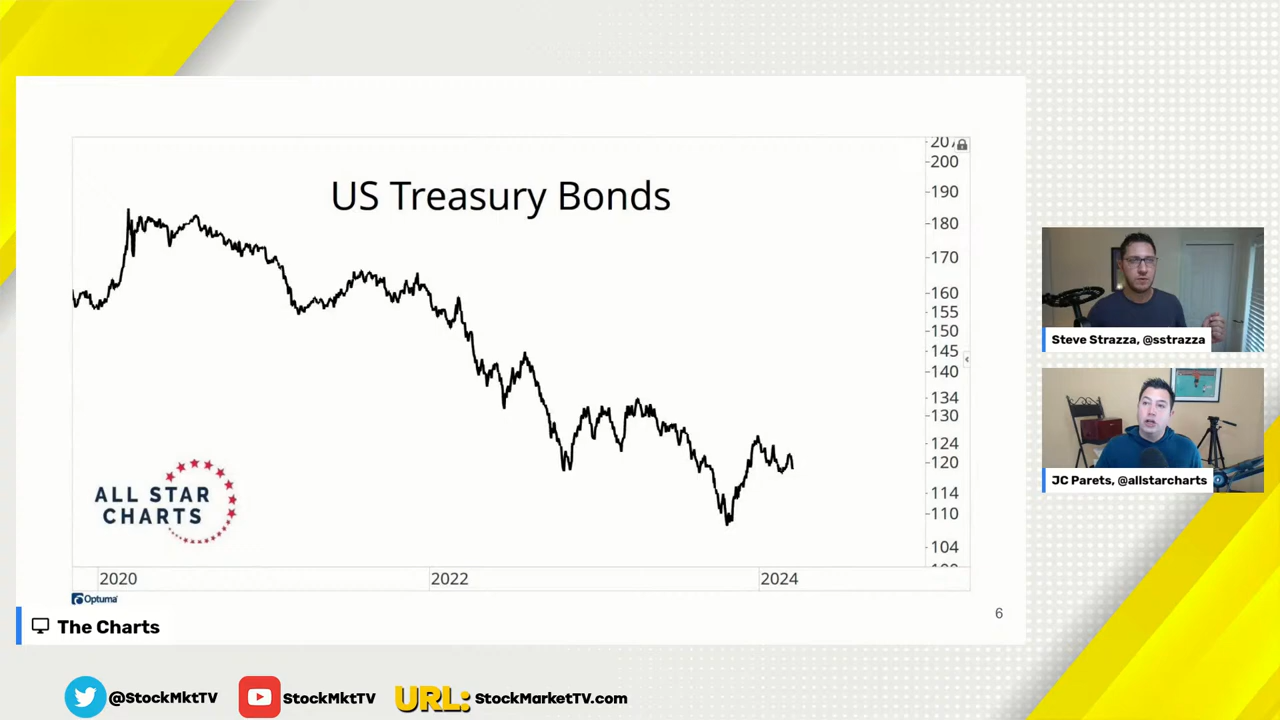 US Treasury Bonds
207
200
190
180
170
160
155
150
145
140
134
130
124
120
114
110
104
ALL STAR
CHARTS
2020
2022
2024
Optuma
6
The Charts
Steve Strazza, @sstrazza
JC Parets, @allstarcharts
@StockMktTV
StockMktTV
URL:
StockMarketTV.com